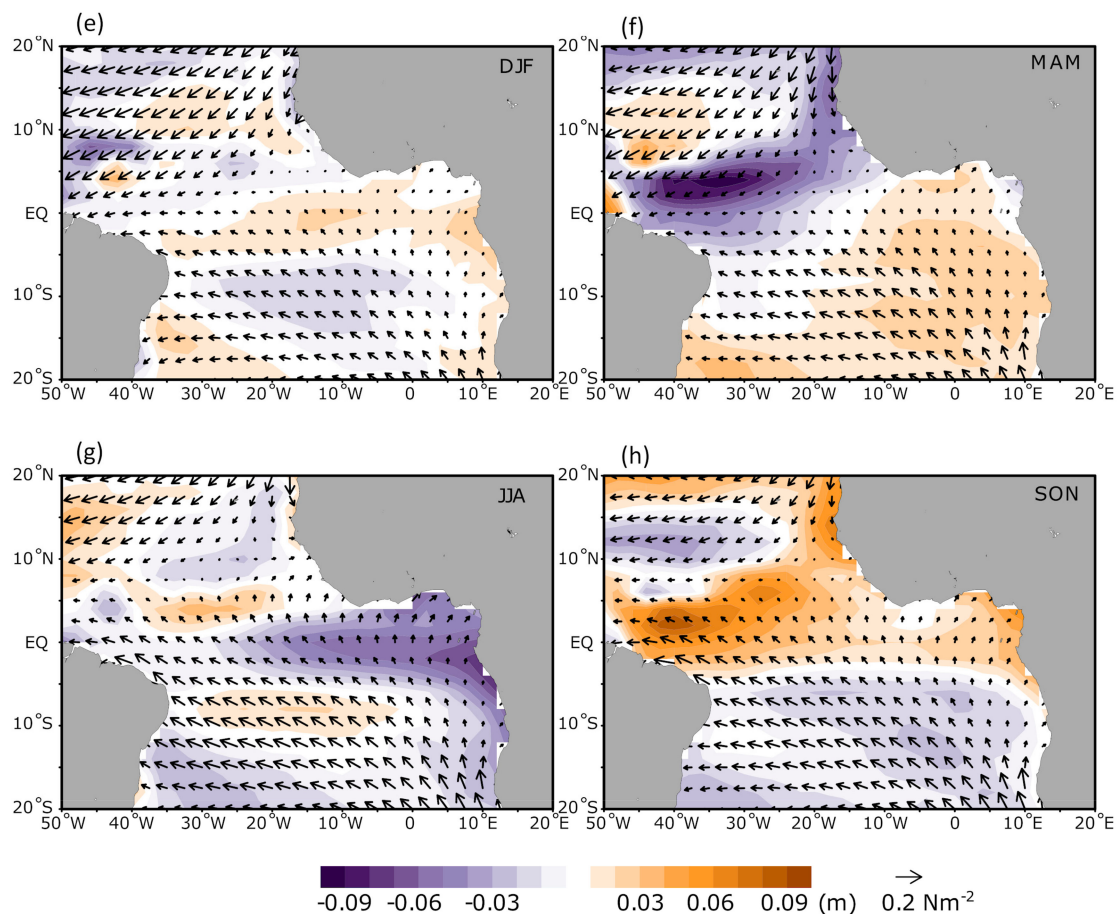 (e) (f)
20°N DJF 20°N MAM
10°N 10°N
EQ EQ
10°S 10°S
20°S 20°S
50°W 40°W 30°W 20°W 10°W 0 10°E 20°E 50°W 40°W 30°W 20°W 10°W 0 10°E 20°E
(g) (h)
20°N JJA 20°N SON
10°N 10°N
EQ EQ
10°S 10°S
20°S 20°S
50°W 40°W 30°W 20°W 10°W 0 10°E 20°E 50°W 40°W 30°W 20°W 10°W 0 10°E 20°E
-0.09 -0.06 -0.03 0.03 0.06 0.09 (m) 0.2 Nm⁻²